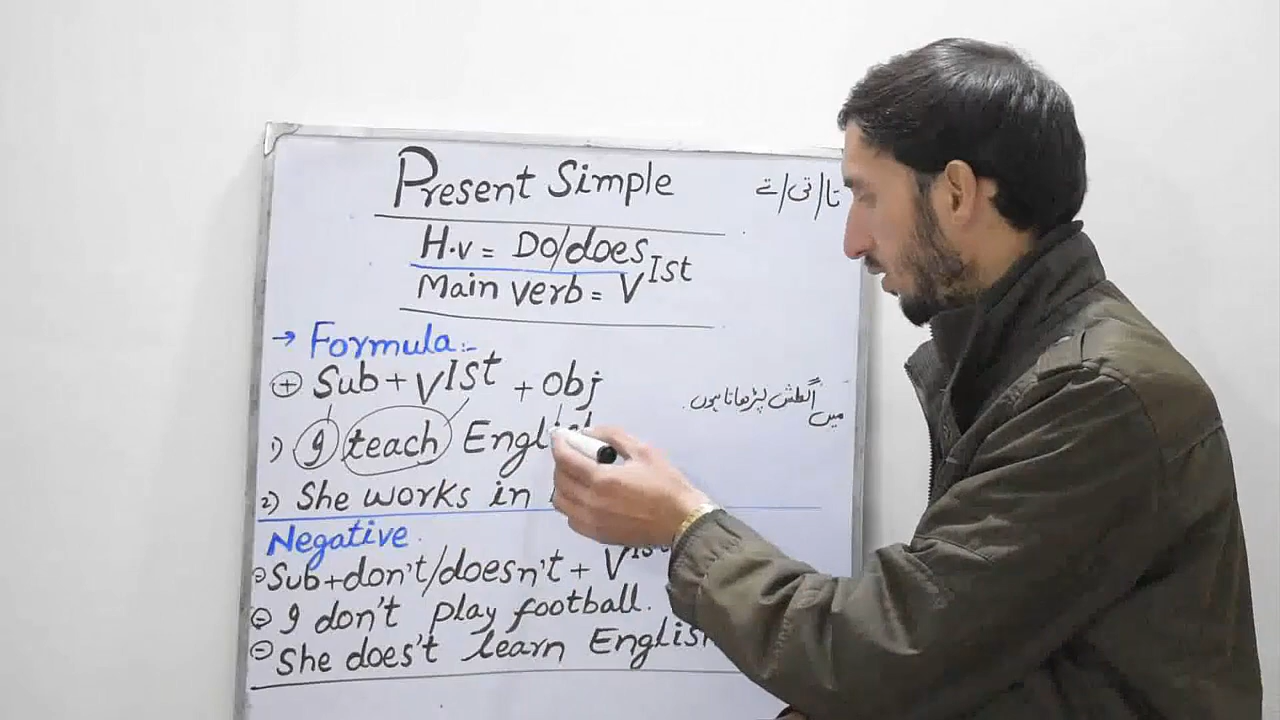 Present Simple
تا/تی/تے
H.v = Do/does
Main verb = V Ist
→ Formula:-
+ Sub + V Ist + obj
1) I teach English
میں انگلش پڑھاتا ہوں.
2) She works in
Negative.
Sub + don't/doesn't + V Ist
I don't play football.
She does't learn English